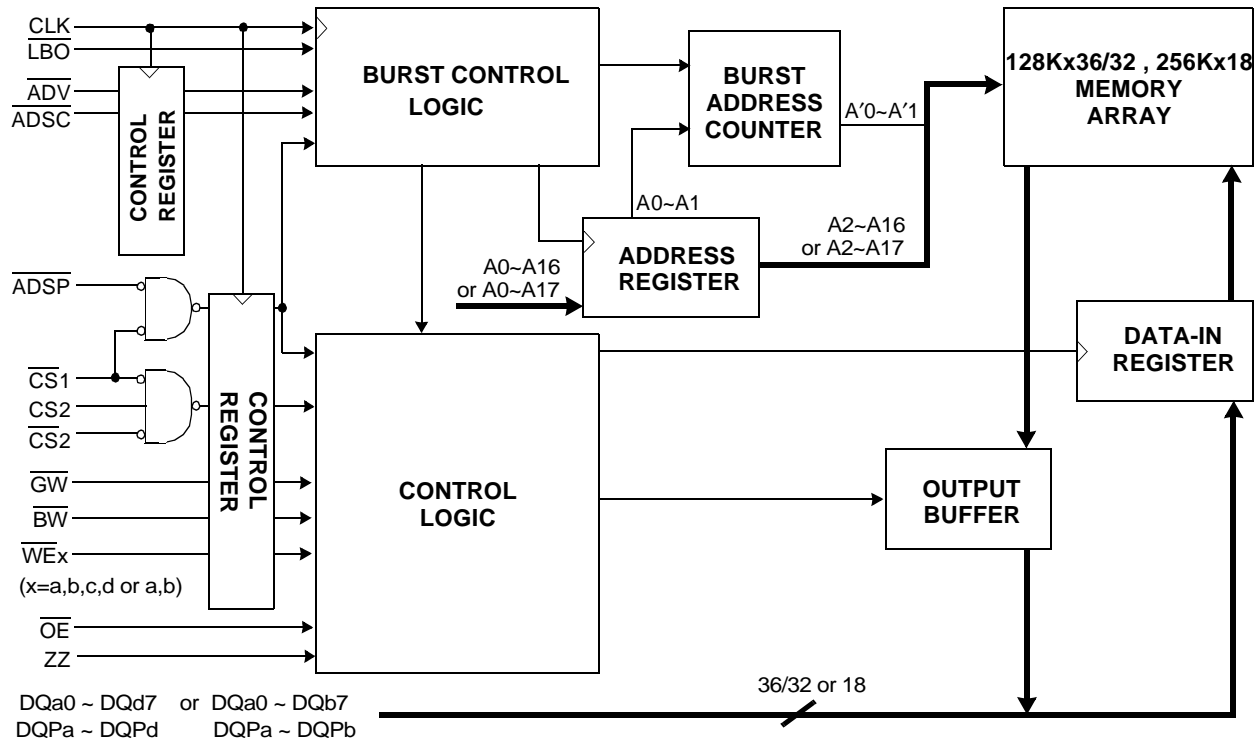 CLK
LBO
ADV
ADSC
CONTROL
REGISTER
BURST CONTROL
LOGIC
BURST
ADDRESS
COUNTER
A′0~A′1
128Kx36/32 , 256Kx18
MEMORY
ARRAY
A0~A1
ADDRESS
REGISTER
A2~A16
or A2~A17
A0~A16
or A0~A17
ADSP
CS1
CS2
CS2
CONTROL
REGISTER
GW
BW
WEx
(x=a,b,c,d or a,b)
OE
ZZ
CONTROL
LOGIC
DATA-IN
REGISTER
OUTPUT
BUFFER
36/32 or 18
DQa0 ~ DQd7 or DQa0 ~ DQb7
DQPa ~ DQPd DQPa ~ DQPb